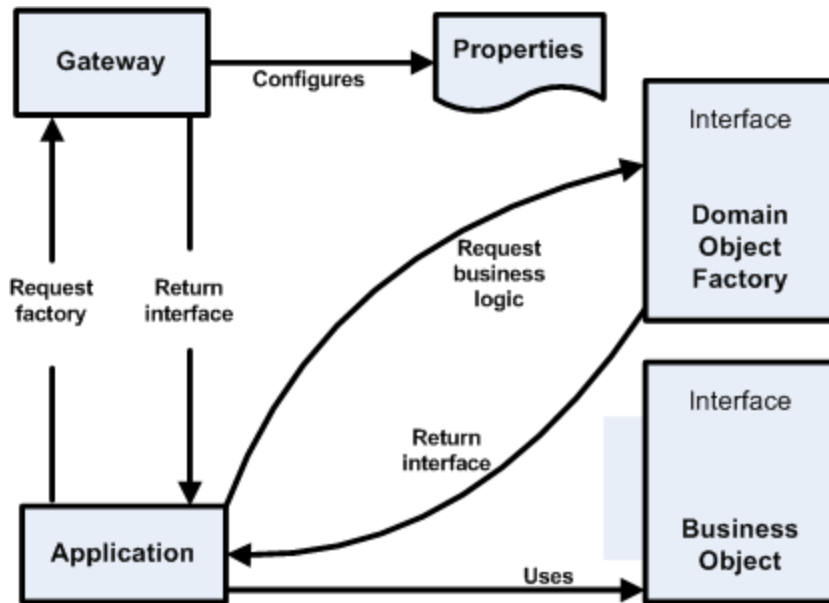 Gateway
Configures
Properties
Interface
Domain
Object
Factory
Request
business
logic
Request
factory
Return
interface
Return
interface
Interface
Business
Object
Application
Uses